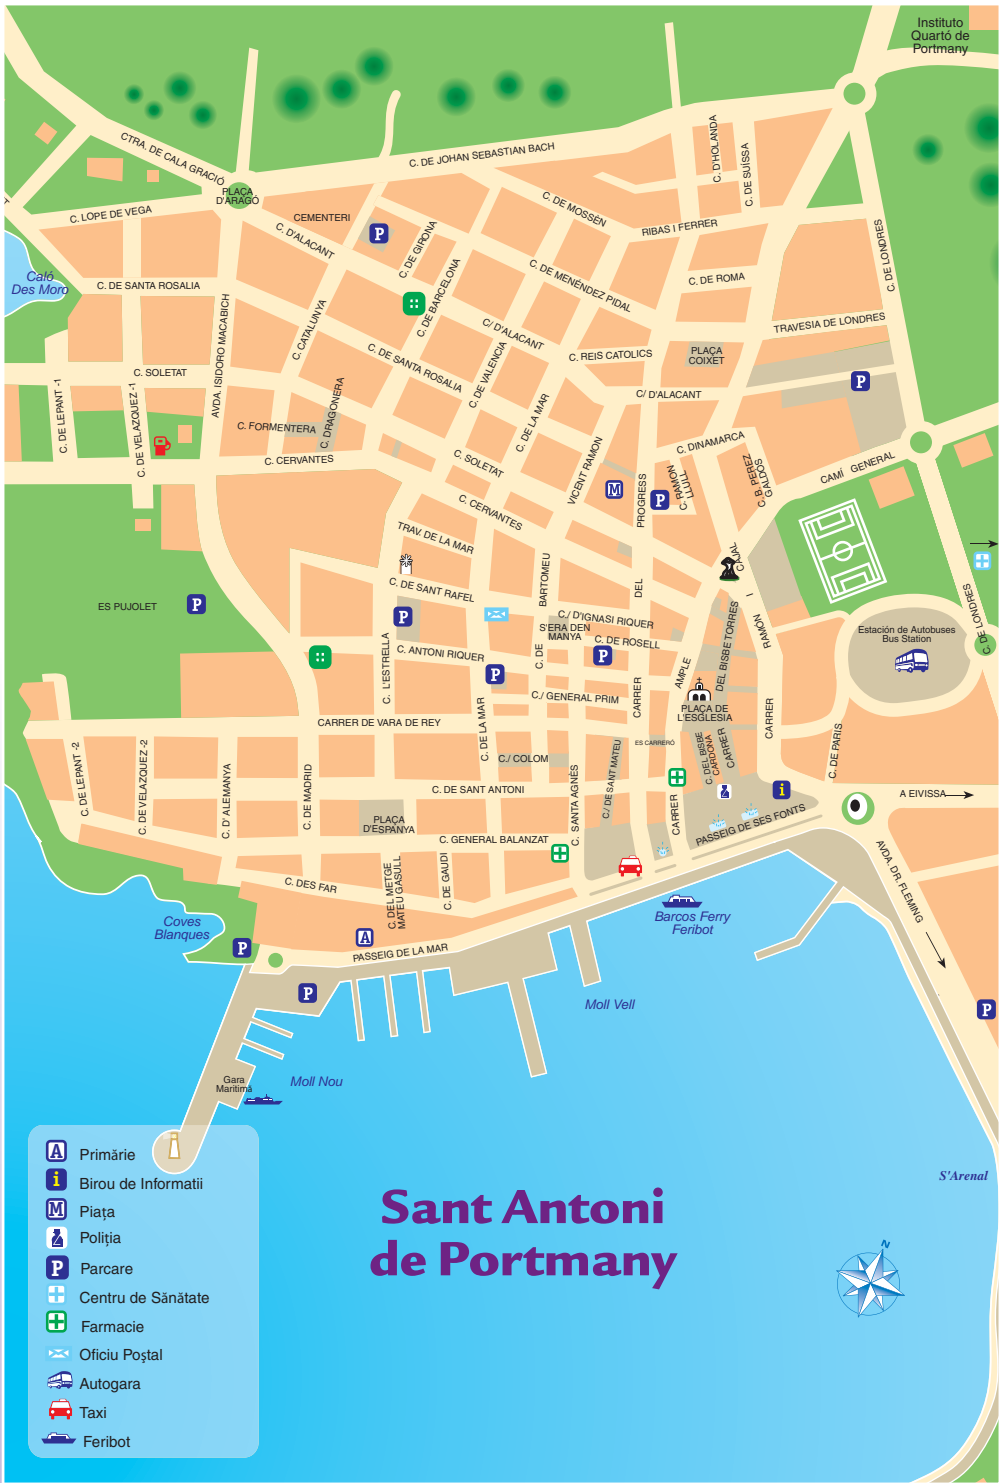 Instituto
Quartó de
Portmany
CTRA. DE CALA GRACIÓ
PLAÇA
D'ARAGÓ
C. DE JOHAN SEBASTIAN BACH
C. D'HOLANDA
C. DE SUÏSSA
C. LOPE DE VEGA
CEMENTERI
P
C. D'ALACANT
C. DE GIRONA
C. DE BARCELONA
C. DE MOSSÈN
RIBAS I FERRER
C. DE LONDRES
Caló
Des Moro
C. DE SANTA ROSALIA
AVDA. ISIDORO MACABICH
C. CATALUNYA
C. DE MENÉNDEZ PIDAL
C. DE ROMA
TRAVESIA DE LONDRES
C/ D'ALACANT
C. DE SANTA ROSALIA
C. DE VALENCIA
C. REIS CATOLICS
PLAÇA
COIXET
C. SOLETAT
C. DE LEPANT -1
C. DE VELAZQUEZ -1
C. DRAGONERA
C. FORMENTERA
C. DE LA MAR
C/ D'ALACANT
P
C. CERVANTES
C. SOLETAT
VICENT RAMON
C. DINAMARCA
C. RAMON
LLULL
C. B. PEREZ
GALDOS
CAMÍ GENERAL
M
P
PROGRESS
C. CERVANTES
TRAV. DE LA MAR
CAJAL
C. DE SANT RAFEL
BARTOMEU
DEL
I
ES PUJOLET
P
P
C./ D'IGNASI RIQUER
S'ERA DEN
MANYA
C. DE ROSELL
DEL BISBE TORRES
RAMÓN
Estación de Autobuses
Bus Station
C. DE LONDRES
C. L'ESTRELLA
C. ANTONI RIQUER
P
C. DE
P
AMPLE
C./ GENERAL PRIM
CARRER
PLAÇA DE
L'ESGLESIA
CARRER DE VARA DE REY
C. DE LA MAR
ES CARRERÓ
C. DEL BISBE
CARDONA
CARRER
CARRER
C. DE PARIS
C. DE LEPANT -2
C. DE VELAZQUEZ -2
C. D' ALEMANYA
C. DE MADRID
C./ COLOM
C. SANTA AGNÈS
C/. DE SANT MATEU
C. DE SANT ANTONI
CARRER
i
A EIVISSA
PLAÇA
D'ESPANYA
C. GENERAL BALANZAT
PASSEIG DE SES FONTS
C. DES FAR
C. DEL METGE
MATEU GASULL
C. DE GAUDI
AVDA. DR. FLEMING
Coves
Blanques
P
A
PASSEIG DE LA MAR
Barcos Ferry
Feribot
P
Moll Vell
P
Gara
Maritimă
Moll Nou
S'Arenal
Sant Antoni
de Portmany
N
A Primărie
i Birou de Informatii
M Piața
Poliția
P Parcare
Centru de Sănătate
Farmacie
Oficiu Poştal
Autogara
Taxi
Feribot